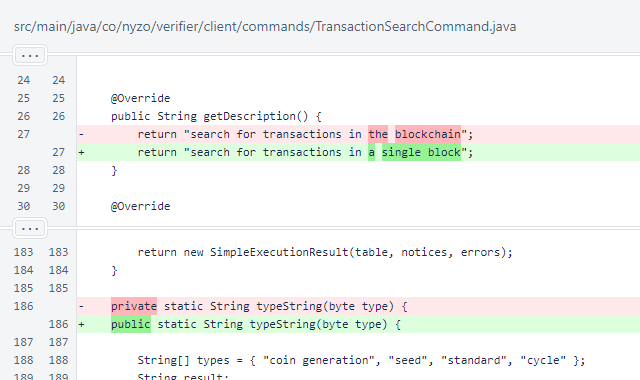 src/main/java/co/nyzo/verifier/client/commands/TransactionSearchCommand.java
...
24 24
25 25 @Override
26 26 public String getDescription() {
27 - return "search for transactions in the blockchain";
27 + return "search for transactions in a single block";
28 28 }
29 29
30 30 @Override
...
183 183 return new SimpleExecutionResult(table, notices, errors);
184 184 }
185 185
186 - private static String typeString(byte type) {
186 + public static String typeString(byte type) {
187 187
188 188 String[] types = { "coin generation", "seed", "standard", "cycle" };
189 189 String result;